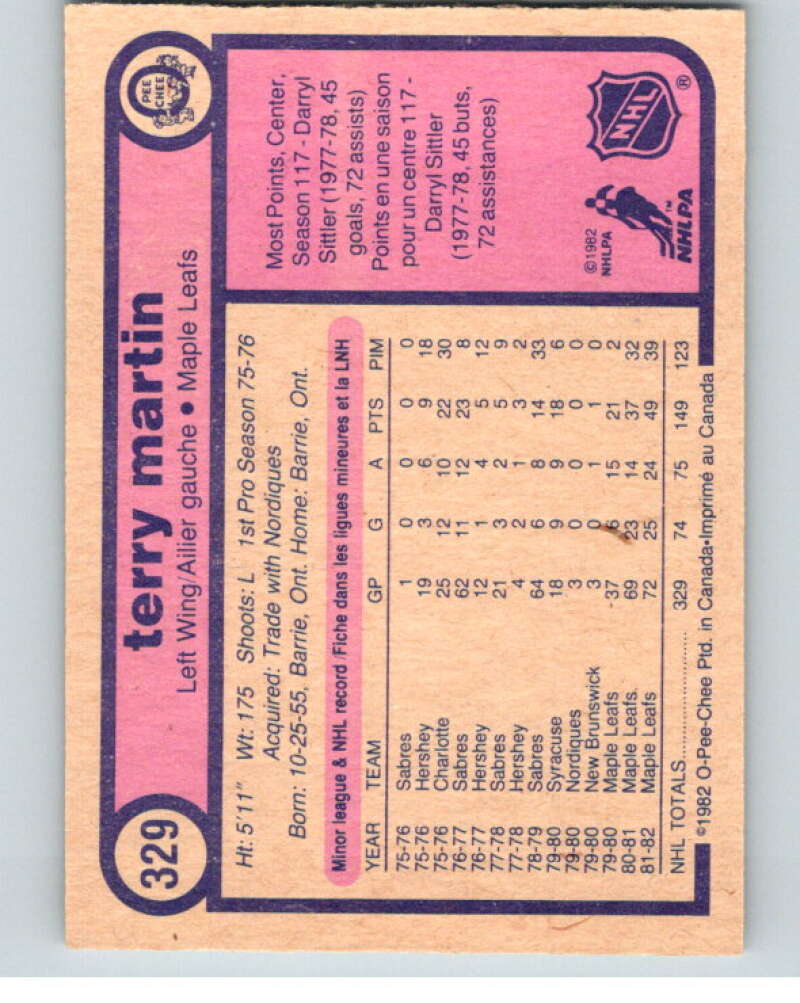 329
terry martin
Left Wing/Ailier gauche • Maple Leafs
O PEE CHEE
Ht: 5'11" Wt: 175 Shoots: L 1st Pro Season 75-76
Acquired: Trade with Nordiques
Born: 10-25-55, Barrie, Ont. Home: Barrie, Ont.
Minor league & NHL record/Fiche dans les ligues mineures et la LNH
YEAR TEAM GP G A PTS PIM
75-76 Sabres 1 0 0 0 0
75-76 Hershey 19 3 6 9 18
75-76 Charlotte 25 12 10 22 30
76-77 Sabres 62 11 12 23 8
76-77 Hershey 12 1 4 5 12
77-78 Sabres 21 3 2 5 9
77-78 Hershey 4 2 1 3 2
78-79 Sabres 64 6 8 14 33
79-80 Syracuse 18 9 9 18 6
79-80 Nordiques 3 0 0 0 0
79-80 New Brunswick 3 0 1 1 0
79-80 Maple Leafs 37 6 15 21 2
80-81 Maple Leafs. 69 23 14 37 32
81-82 Maple Leafs 72 25 24 49 39
NHL TOTALS 329 74 75 149 123
©1982 O-Pee-Chee Ptd. in Canada•Imprimé au Canada
Most Points, Center,
Season 117 - Darryl
Sittler (1977-78, 45
goals, 72 assists)
Points en une saison
pour un centre 117 -
Darryl Sittler
(1977-78, 45 buts,
72 assistances)
©1982
NHLPA
NHLPA™
NHL®